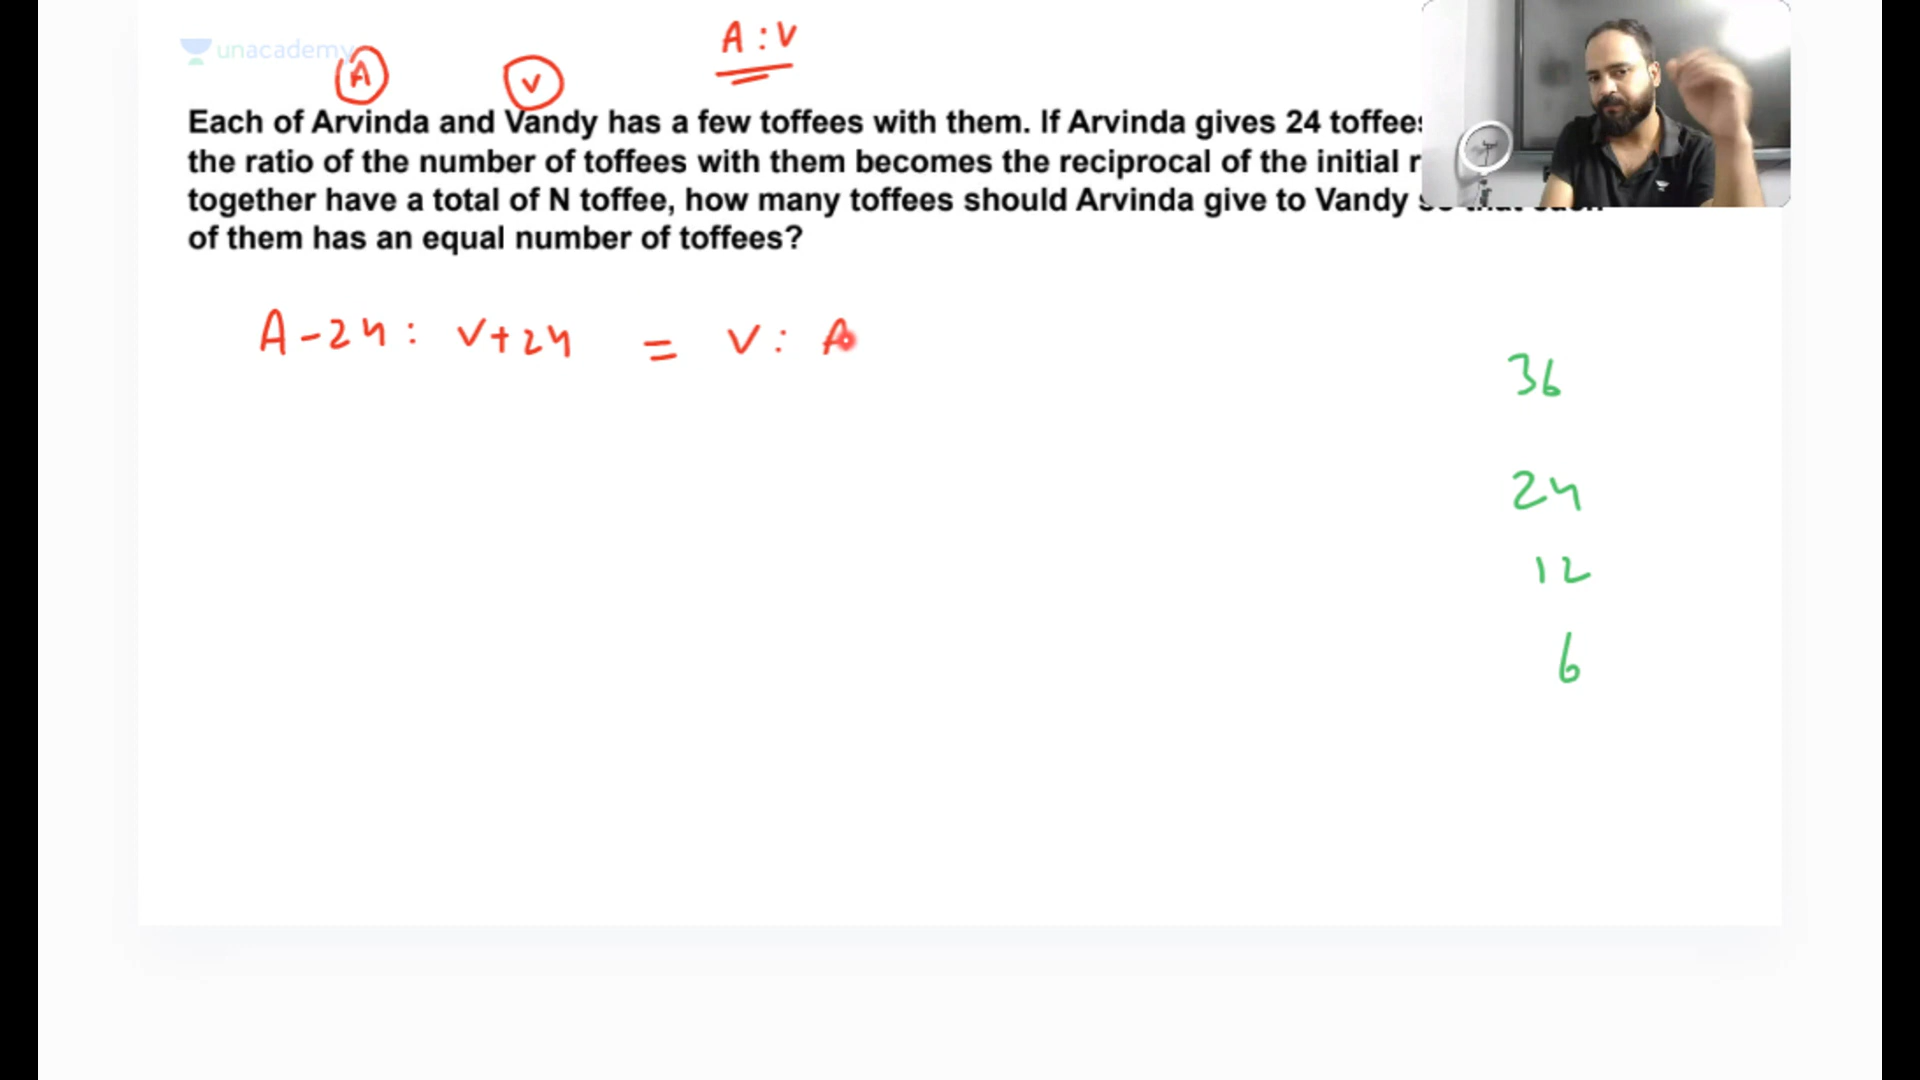 A : V
unacademy
A V
Each of Arvinda and Vandy has a few toffees with them. If Arvinda gives 24 toffees
the ratio of the number of toffees with them becomes the reciprocal of the initial
together have a total of N toffee, how many toffees should Arvinda give to Vandy
of them has an equal number of toffees?
A - 24 : V + 24 = V : A
36
24
12
6